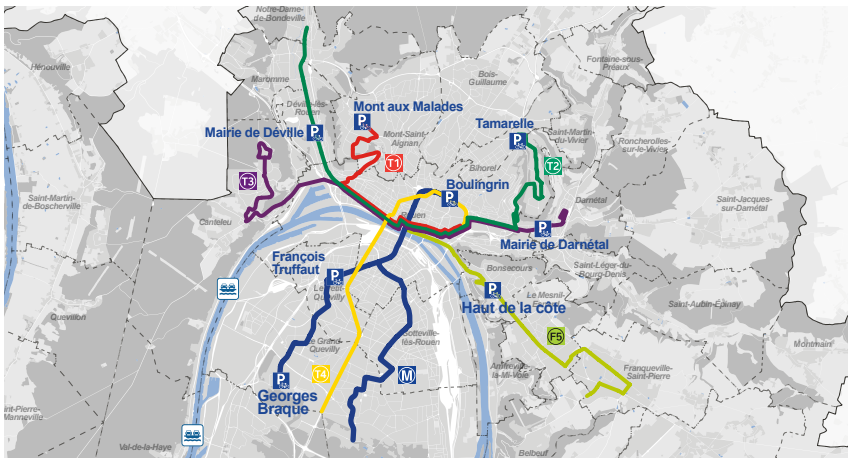 Notre-Dame-
de-Bondeville
Hénouville
Maromme
Bois-
Guillaume
Fontaine-sous-
Préaux
Déville-lès-
Rouen
P
Mont aux Malades
P
Mairie de Déville
P
Mont-Saint-
Aignan
Tamarelle
P
Saint-Martin-
du-Vivier
Roncherolles-
sur-le-Vivier
T1
T2
T3
Bihorel
Boulingrin
P
Darnétal
Saint-Martin-
de-Boscherville
Saint-Jacques-
sur-Darnétal
Canteleu
Rouen
P
Mairie de Darnétal
François
Truffaut
P
Bonsecours
Saint-Léger-du-
Bourg-Denis
Le Petit-
Quevilly
P
Haut de la côte
Le Mesnil-
Saint-Aubin-Épinay
Quevillon
Sotteville-
lès-Rouen
F5
Le Grand-
Quevilly
Montmain
Amfreville-
la-Mi-Voie
Franqueville-
Saint-Pierre
T4
M
P
Georges
Braque
int-Pierre-
Manneville
Val-de-la-Haye
Belbeuf